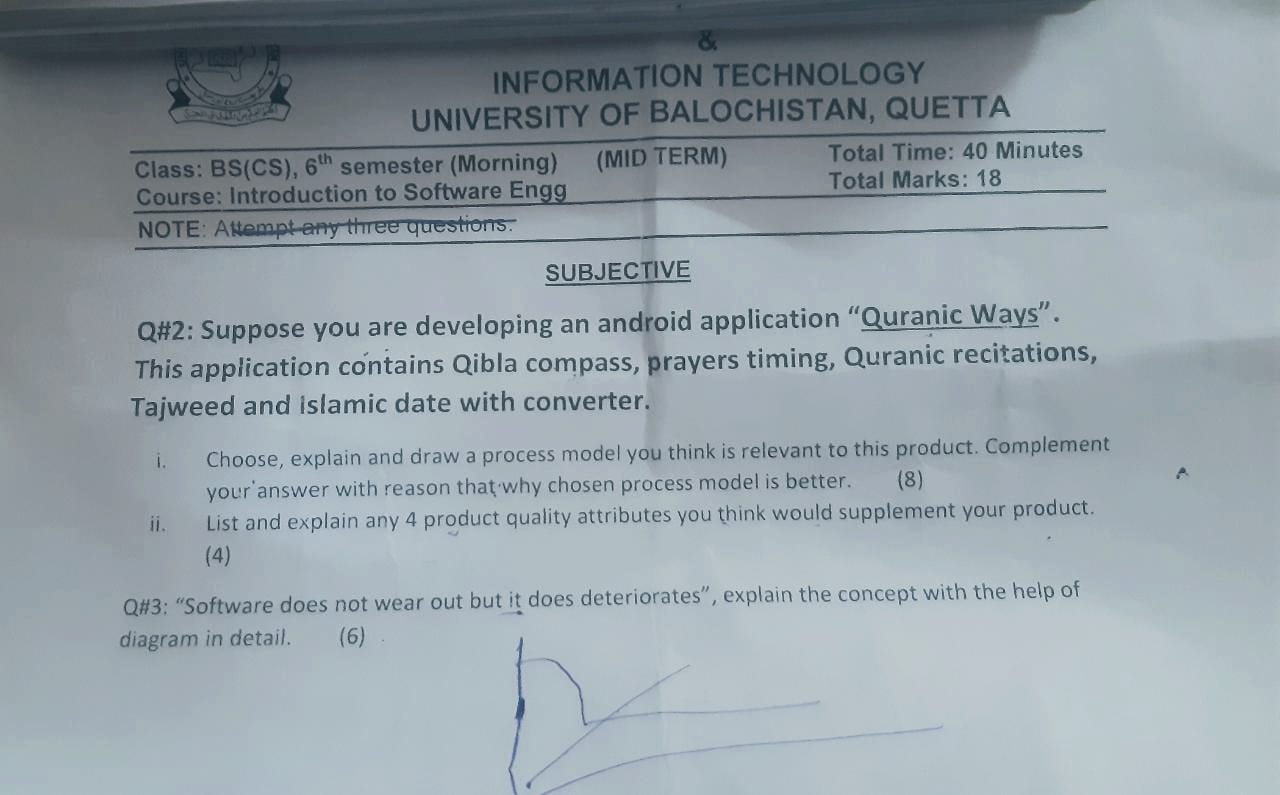 &
INFORMATION TECHNOLOGY
UNIVERSITY OF BALOCHISTAN, QUETTA
Class: BS(CS), 6th semester (Morning) (MID TERM) Total Time: 40 Minutes
Course: Introduction to Software Engg Total Marks: 18
NOTE: Attempt any three questions.
SUBJECTIVE
Q#2: Suppose you are developing an android application “Quranic Ways”.
This application contains Qibla compass, prayers timing, Quranic recitations,
Tajweed and islamic date with converter.
i. Choose, explain and draw a process model you think is relevant to this product. Complement
your answer with reason that why chosen process model is better. (8)
ii. List and explain any 4 product quality attributes you think would supplement your product.
(4)
Q#3: “Software does not wear out but it does deteriorates”, explain the concept with the help of
diagram in detail. (6)